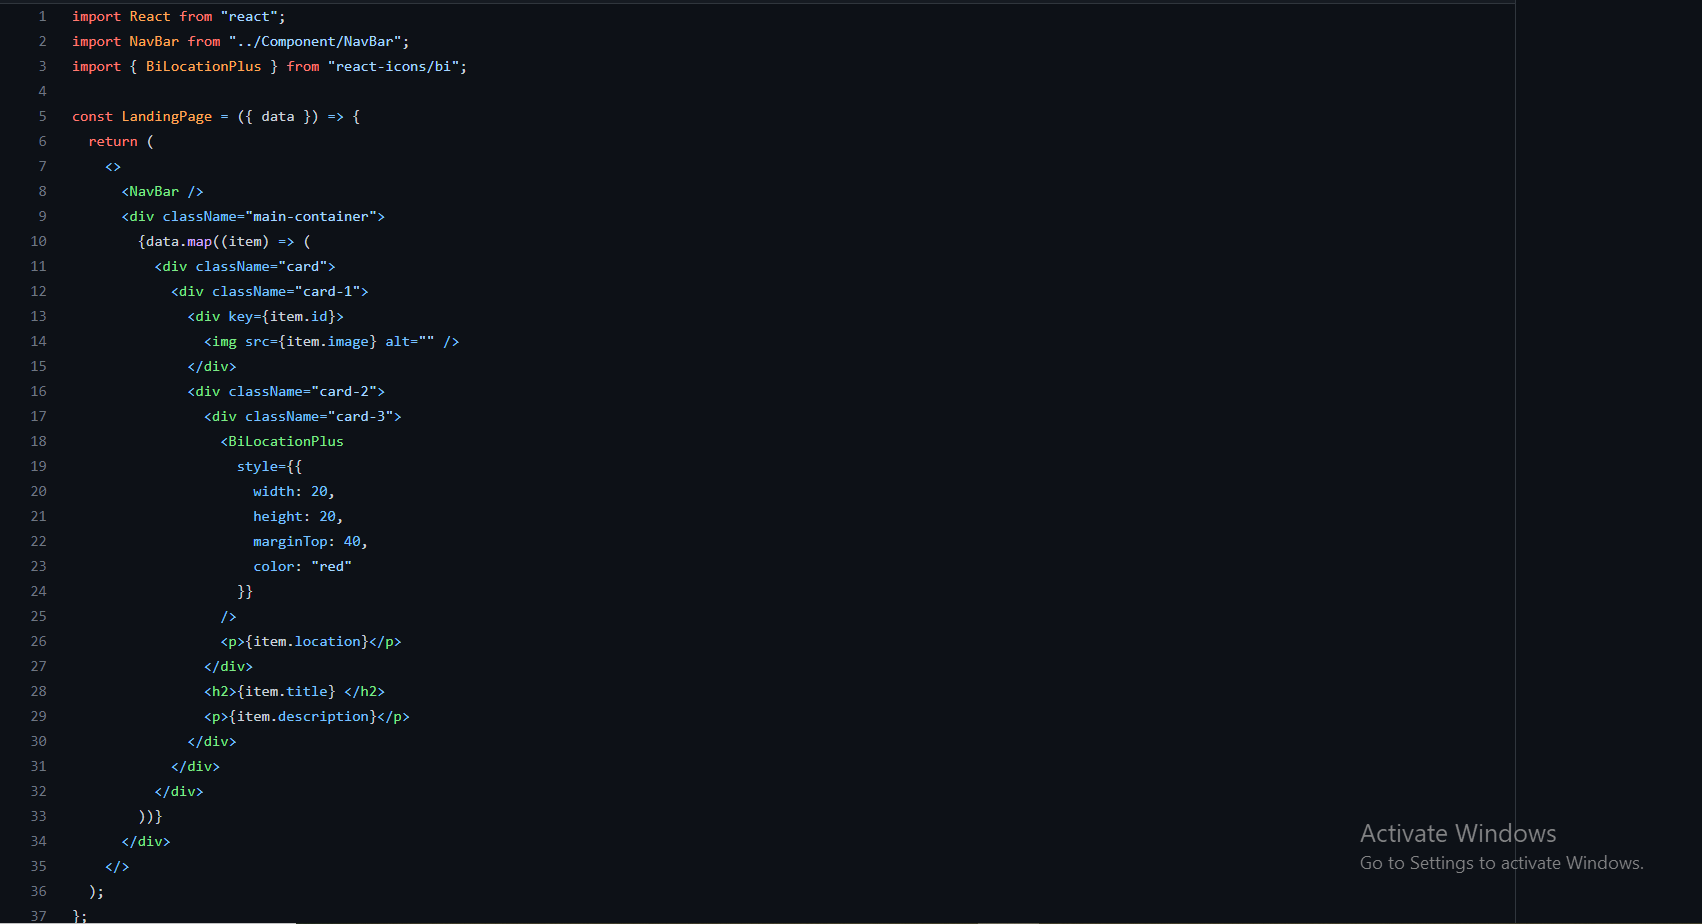 1 import React from "react";
2 import NavBar from "../Component/NavBar";
3 import { BiLocationPlus } from "react-icons/bi";
4
5 const LandingPage = ({ data }) => {
6   return (
7     <>
8       <NavBar />
9       <div className="main-container">
10         {data.map((item) => (
11           <div className="card">
12             <div className="card-1">
13               <div key={item.id}>
14                 <img src={item.image} alt="" />
15               </div>
16               <div className="card-2">
17                 <div className="card-3">
18                   <BiLocationPlus
19                     style={{
20                       width: 20,
21                       height: 20,
22                       marginTop: 40,
23                       color: "red"
24                     }}
25                   />
26                   <p>{item.location}</p>
27                 </div>
28                 <h2>{item.title} </h2>
29                 <p>{item.description}</p>
30               </div>
31             </div>
32           </div>
33         ))}
34       </div>
35     </>
36   );
37 };
Activate Windows
Go to Settings to activate Windows.